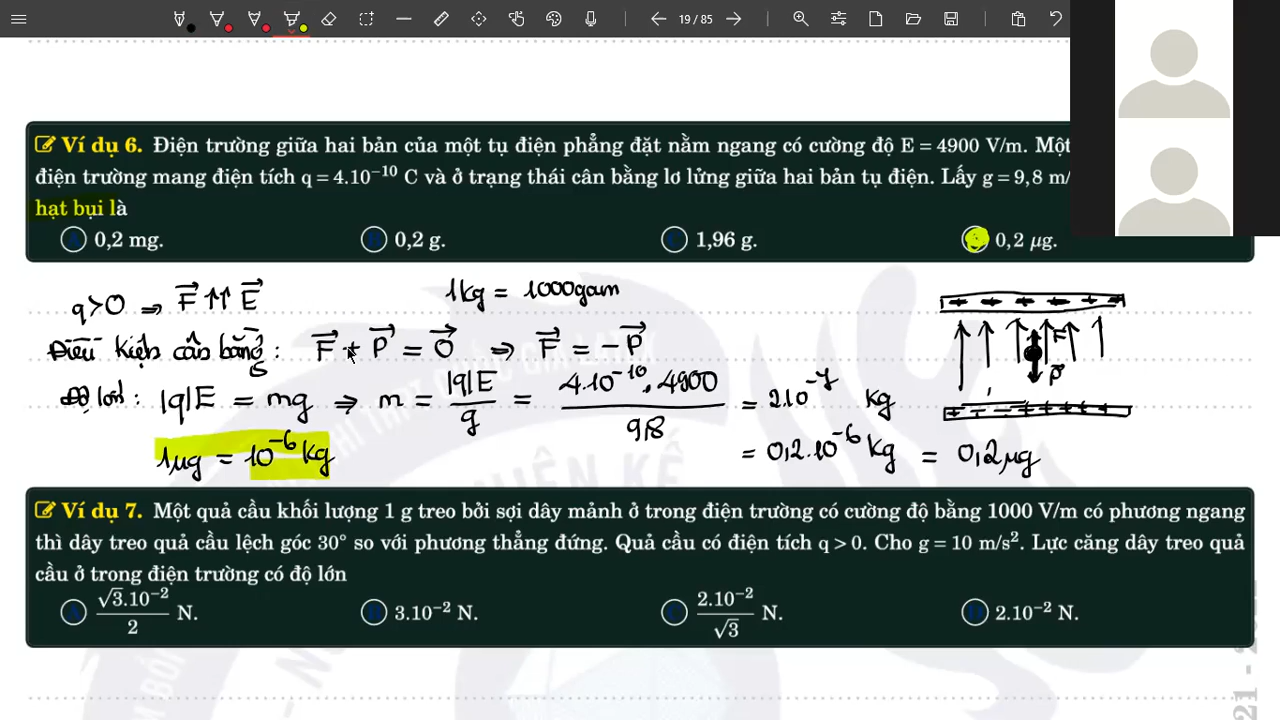 19 / 85
Ví dụ 6. Điện trường giữa hai bản của một tụ điện phẳng đặt nằm ngang có cường độ E = 4900 V/m. Một
điện trường mang điện tích q = 4.10⁻¹⁰ C và ở trạng thái cân bằng lơ lửng giữa hai bản tụ điện. Lấy g = 9,8 m/
hạt bụi là
A 0,2 mg. B 0,2 g. C 1,96 g. 0,2 μg.
q>0 ⇒ F⃗ ↑↑ E⃗ 1kg = 1000gam
Điều kiện cân bằng: F⃗ + P⃗ = 0⃗ ⇒ F⃗ = -P⃗
F⃗
P⃗
Độ lớn: |q|E = mg ⇒ m = |q|E / g = 4.10⁻¹⁰.4900 / 9,8 = 2.10⁻⁷ kg
1μg = 10⁻⁶ kg = 0,2.10⁻⁶ kg = 0,2μg
Ví dụ 7. Một quả cầu khối lượng 1 g treo bởi sợi dây mảnh ở trong điện trường có cường độ bằng 1000 V/m có phương ngang
thì dây treo quả cầu lệch góc 30° so với phương thẳng đứng. Quả cầu có điện tích q > 0. Cho g = 10 m/s². Lực căng dây treo quả
cầu ở trong điện trường có độ lớn
A √3.10⁻²/2 N. B 3.10⁻² N. C 2.10⁻²/√3 N. D 2.10⁻² N.